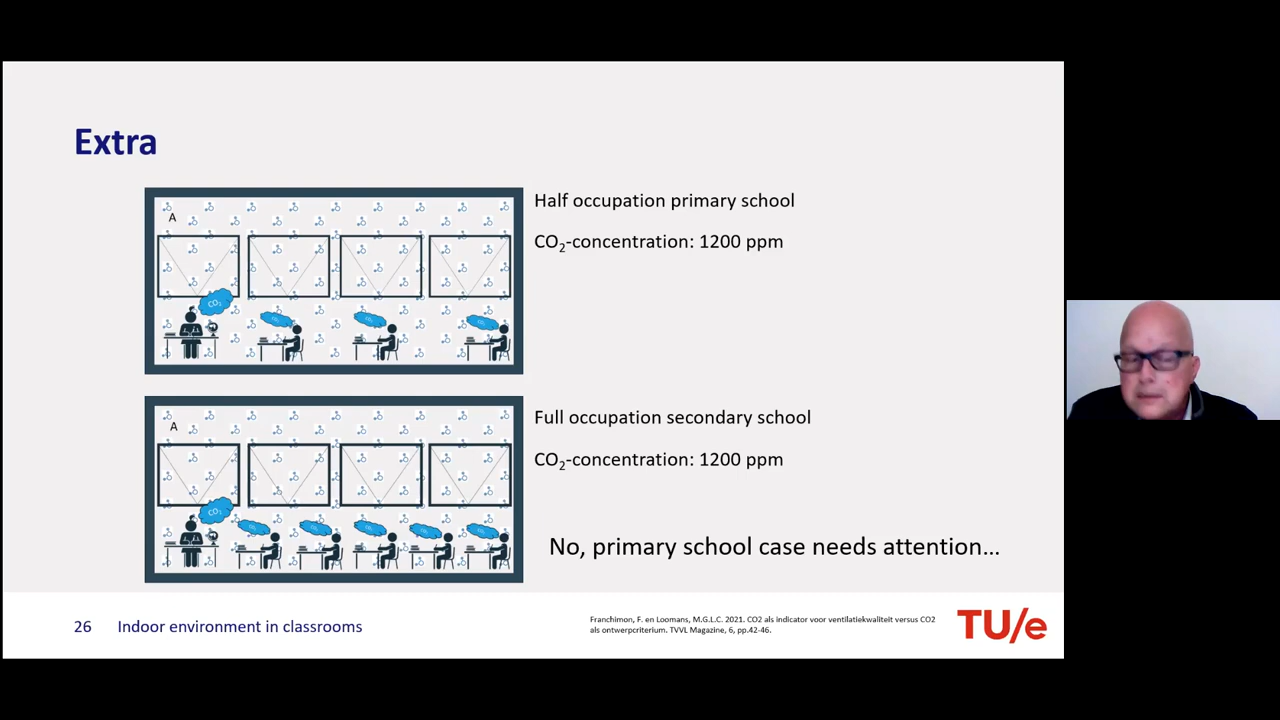 Extra
A
Half occupation primary school
CO₂-concentration: 1200 ppm
CO₂
A
Full occupation secondary school
CO₂-concentration: 1200 ppm
CO₂
No, primary school case needs attention…
26 Indoor environment in classrooms
Franchimon, F. en Loomans, M.G.L.C. 2021. CO2 als indicator voor ventilatiekwaliteit versus CO2
als ontwerpcriterium. TVVL Magazine, 6, pp.42-46.
TU/e